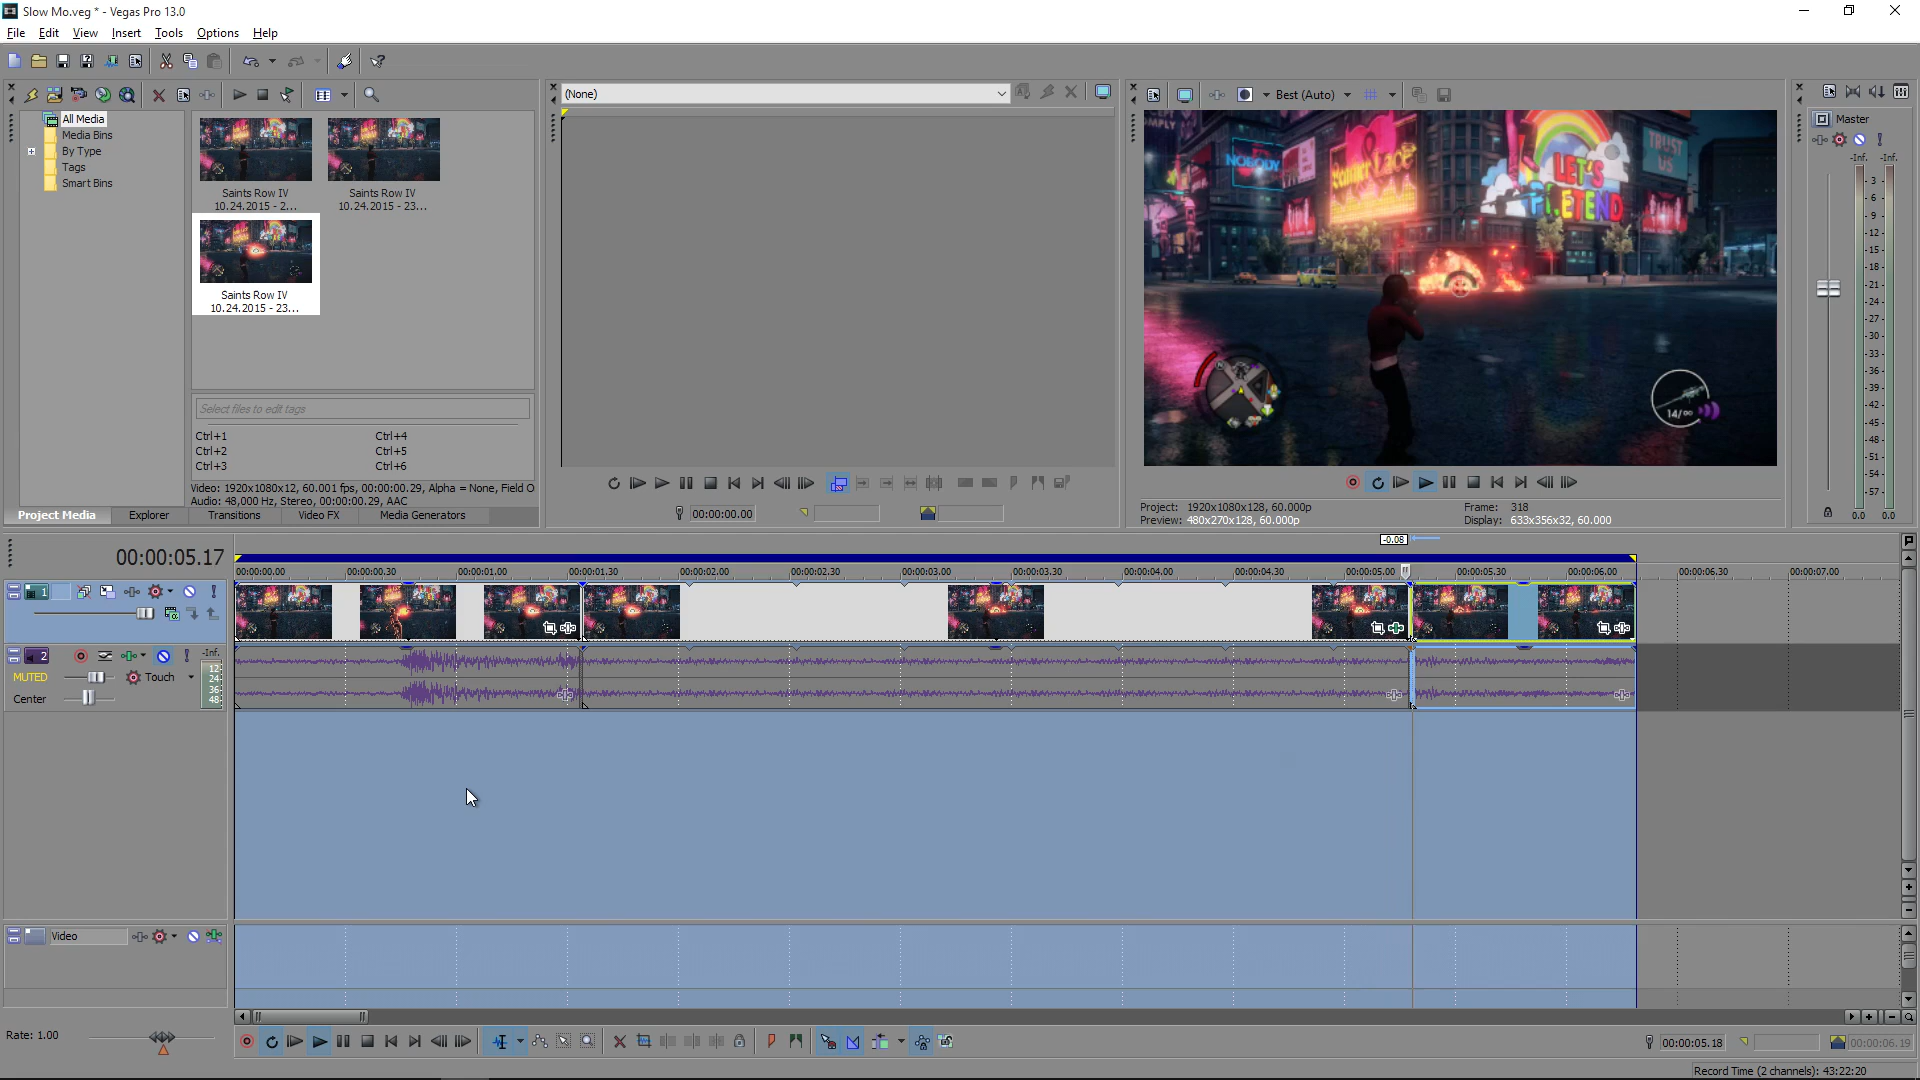 Slow Mo.veg * - Vegas Pro 13.0
File Edit View Insert Tools Options Help
All Media
Media Bins
By Type
Tags
Smart Bins
Saints Row IV
10.24.2015 - 2...
Saints Row IV
10.24.2015 - 23...
Saints Row IV
10.24.2015 - 23...
Select files to edit tags
Ctrl+1 Ctrl+4
Ctrl+2 Ctrl+5
Ctrl+3 Ctrl+6
Video: 1920x1080x12, 60.001 fps, 00:00:00.29, Alpha = None, Field O
Audio: 48,000 Hz, Stereo, 00:00:00.29, AAC
Project Media Explorer Transitions Video FX Media Generators
(None)
00:00:00.00
Best (Auto)
NOBODY
LET'S
PRETEND
TRUST
US
14/∞
Project: 1920x1080x128, 60.000p
Preview: 480x270x128, 60.000p
Frame: 318
Display: 633x356x32, 60.000
Master
-Inf. -Inf.
- 3 -
- 6 -
- 9 -
-12-
-15-
-18-
-21-
-24-
-27-
-30-
-33-
-36-
-39-
-42-
-45-
-48-
-51-
-54-
-57-
0.0 0.0
-0.08
00:00:05.17
00:00:00.00 00:00:00.30 00:00:01.00 00:00:01.30 00:00:02.00 00:00:02.30 00:00:03.00 00:00:03.30 00:00:04.00 00:00:04.30 00:00:05.00 00:00:05.30 00:00:06.00 00:00:06.30 00:00:07.00
1
2
-Inf.
MUTED Touch
Center
12
24
36
48
Video
Rate: 1.00
00:00:05.18
00:00:06.19
Record Time (2 channels): 43:22:20